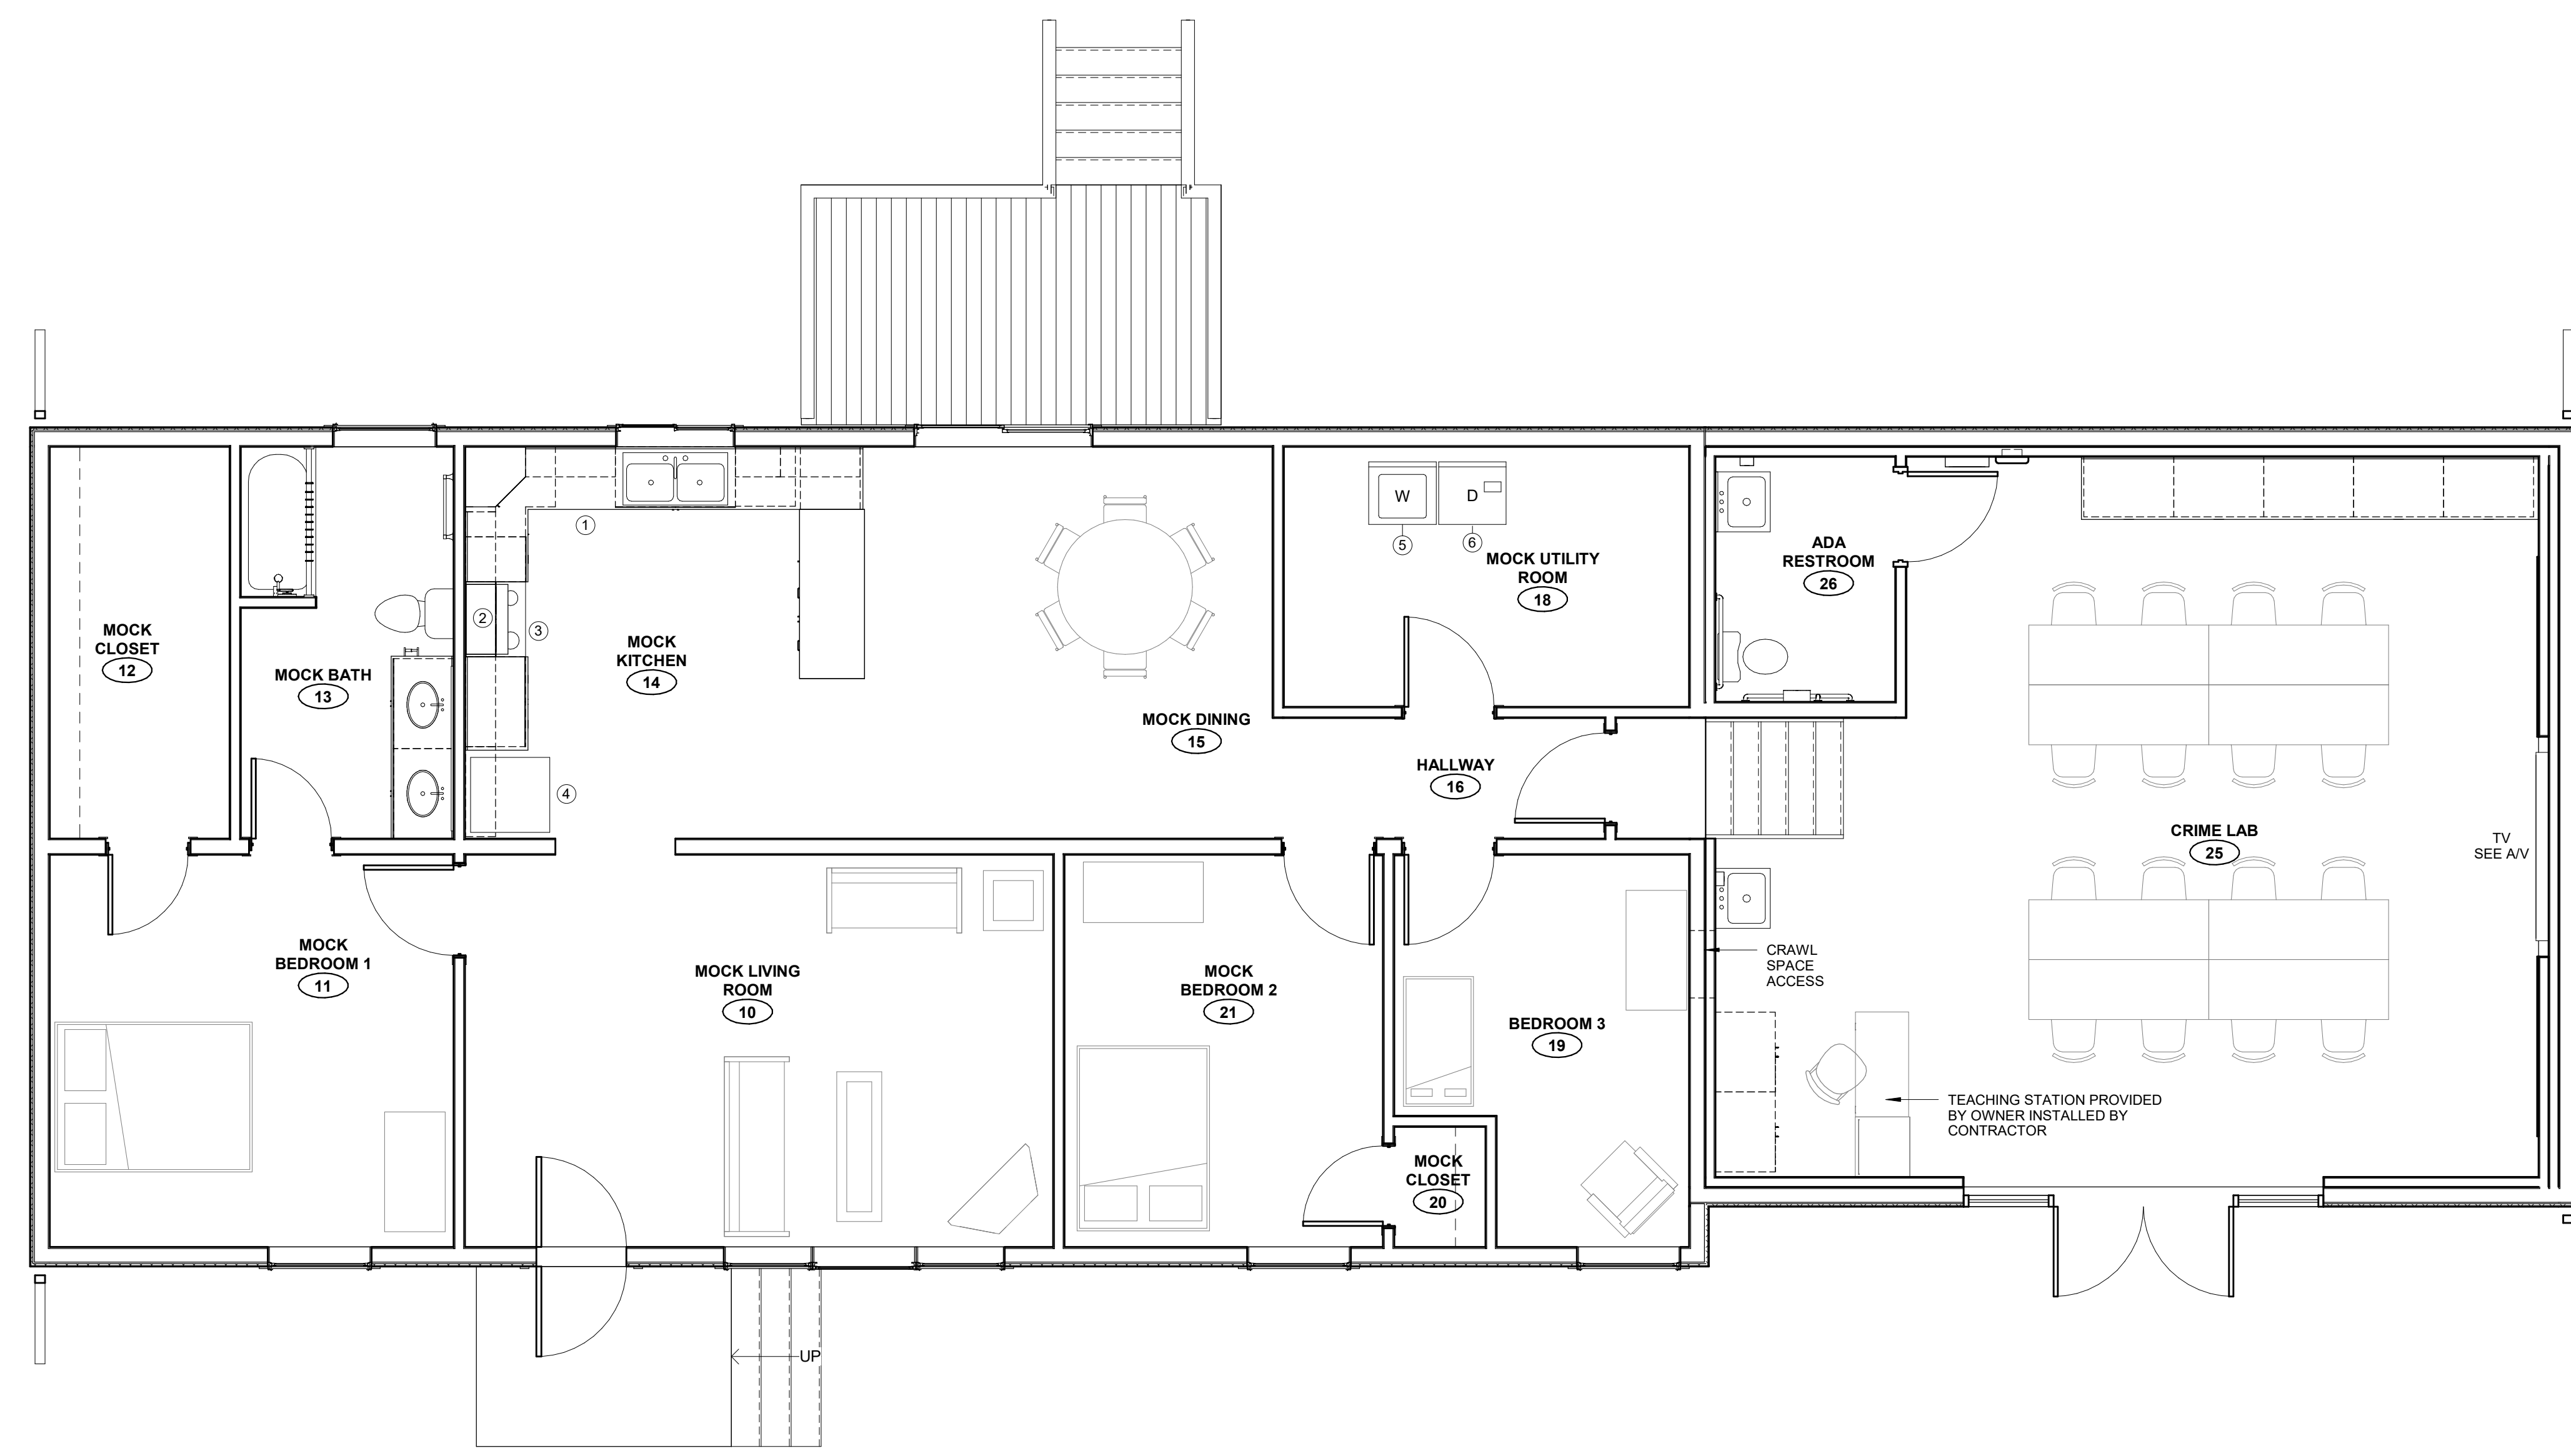 W
D
1
5
6
MOCK UTILITY
ROOM
18
ADA
RESTROOM
26
MOCK
CLOSET
12
MOCK BATH
13
2
3
MOCK
KITCHEN
14
4
MOCK DINING
15
HALLWAY
16
CRIME LAB
25
TV
SEE A/V
MOCK
BEDROOM 1
11
MOCK LIVING
ROOM
10
MOCK
BEDROOM 2
21
BEDROOM 3
19
CRAWL
SPACE
ACCESS
TEACHING STATION PROVIDED
BY OWNER INSTALLED BY
CONTRACTOR
MOCK
CLOSET
20
UP